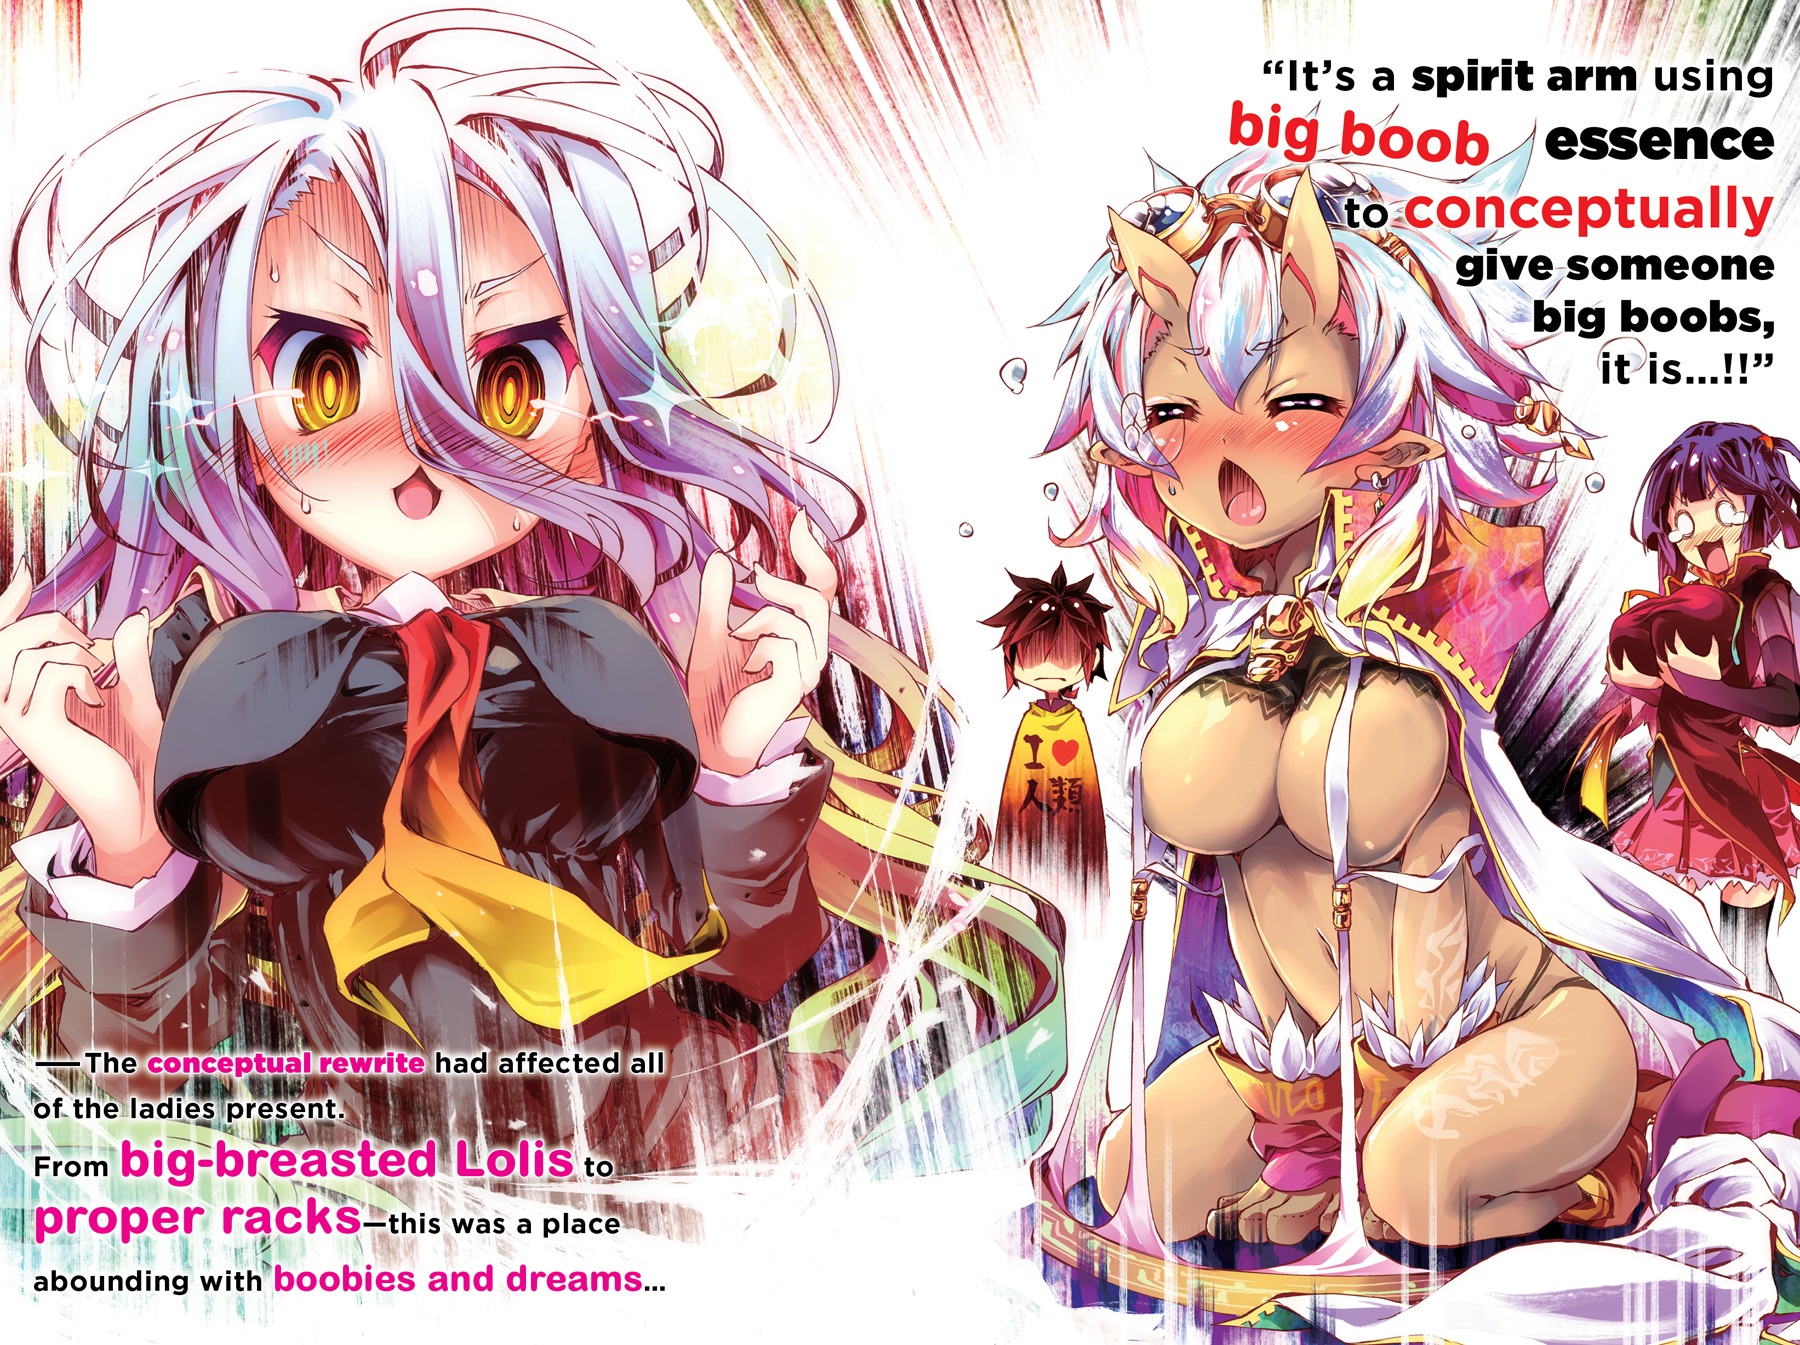 “It’s a spirit arm using
big boob essence
to conceptually
give someone
big boobs,
it is...!!”
I ♥
人類
—The conceptual rewrite had affected all
of the ladies present.
From big-breasted Lolis to
proper racks—this was a place
abounding with boobies and dreams...